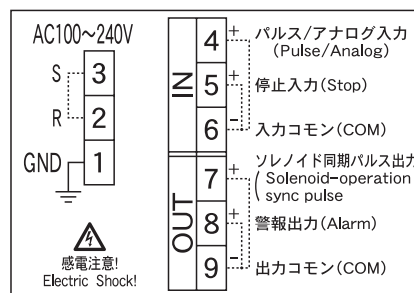 AC100～240V
S
3
R
2
GND
1
感電注意!
Electric Shock!
IN
4
+
パルス/アナログ入力
(Pulse/Analog)
5
+
停止入力(Stop)
6
-
入力コモン(COM)
OUT
7
+
ソレノイド同期パルス出力
(Solenoid-operation
sync pulse
8
+
警報出力(Alarm)
9
-
出力コモン(COM)